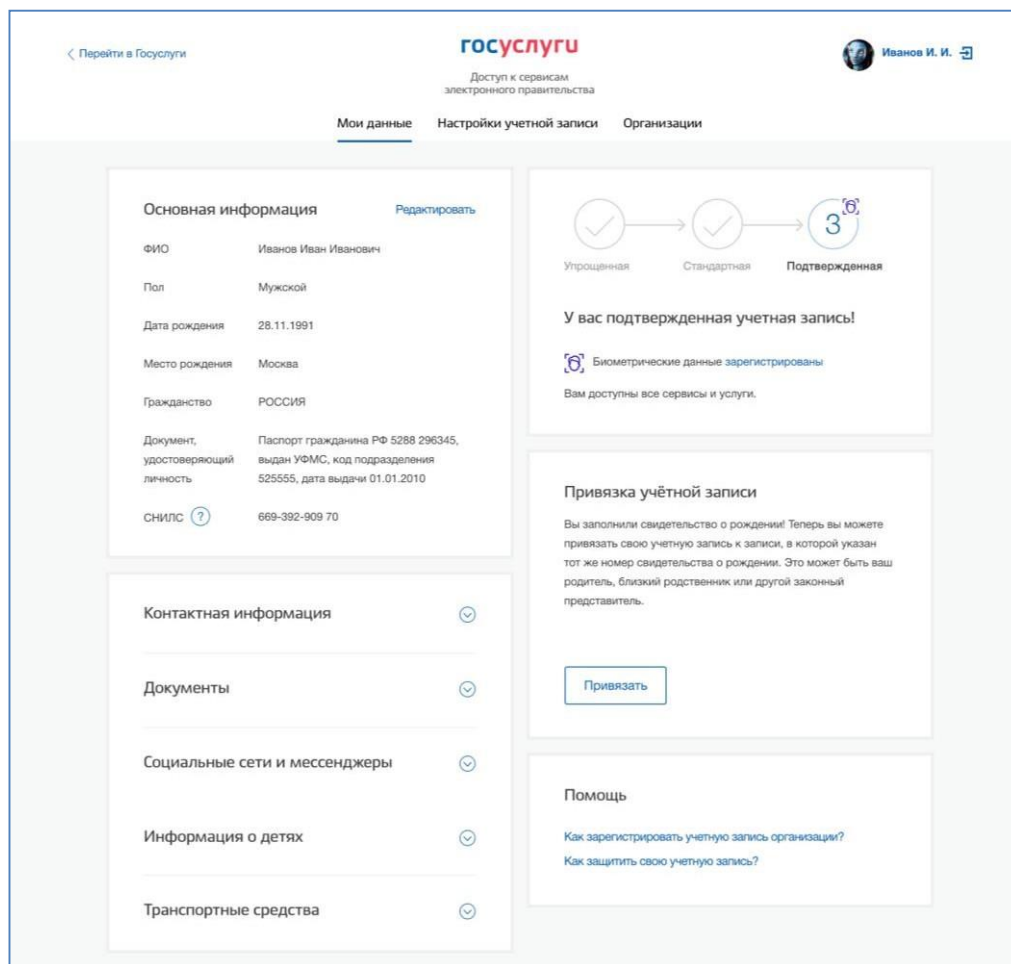 Перейти в Госуслуги
госуслуги
Иванов И. И.
Доступ к сервисам
электронного правительства
Мои данные
Настройки учетной записи
Организации
Основная информация
Редактировать
ФИО
Иванов Иван Иванович
Пол
Мужской
Дата рождения
28.11.1991
Место рождения
Москва
Гражданство
РОССИЯ
Документ,
удостоверяющий
личность
Паспорт гражданина РФ 5288 296345,
выдан УФМС, код подразделения
525555, дата выдачи 01.01.2010
СНИЛС ?
669-392-909 70
Контактная информация
Документы
Социальные сети и мессенджеры
Информация о детях
Транспортные средства
3
Упрощенная
Стандартная
Подтвержденная
У вас подтвержденная учетная запись!
Биометрические данные зарегистрированы
Вам доступны все сервисы и услуги.
Привязка учётной записи
Вы заполнили свидетельство о рождении! Теперь вы можете
привязать свою учетную запись к записи, в которой указан
тот же номер свидетельства о рождении. Это может быть ваш
родитель, близкий родственник или другой законный
представитель.
Привязать
Помощь
Как зарегистрировать учетную запись организации?
Как защитить свою учетную запись?